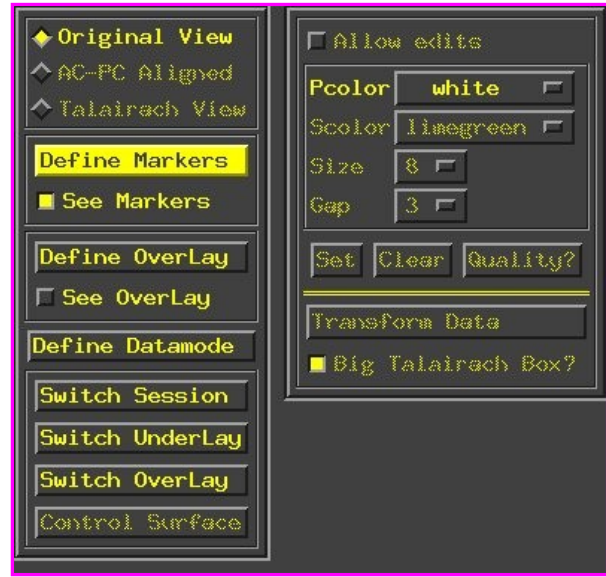 Original View
AC-PC Aligned
Talairach View
Define Markers
See Markers
Define OverLay
See OverLay
Define Datamode
Switch Session
Switch UnderLay
Switch OverLay
Control Surface
Allow edits
Pcolor white
Scolor limegreen
Size 8
Gap 3
Set Clear Quality?
Transform Data
Big Talairach Box?